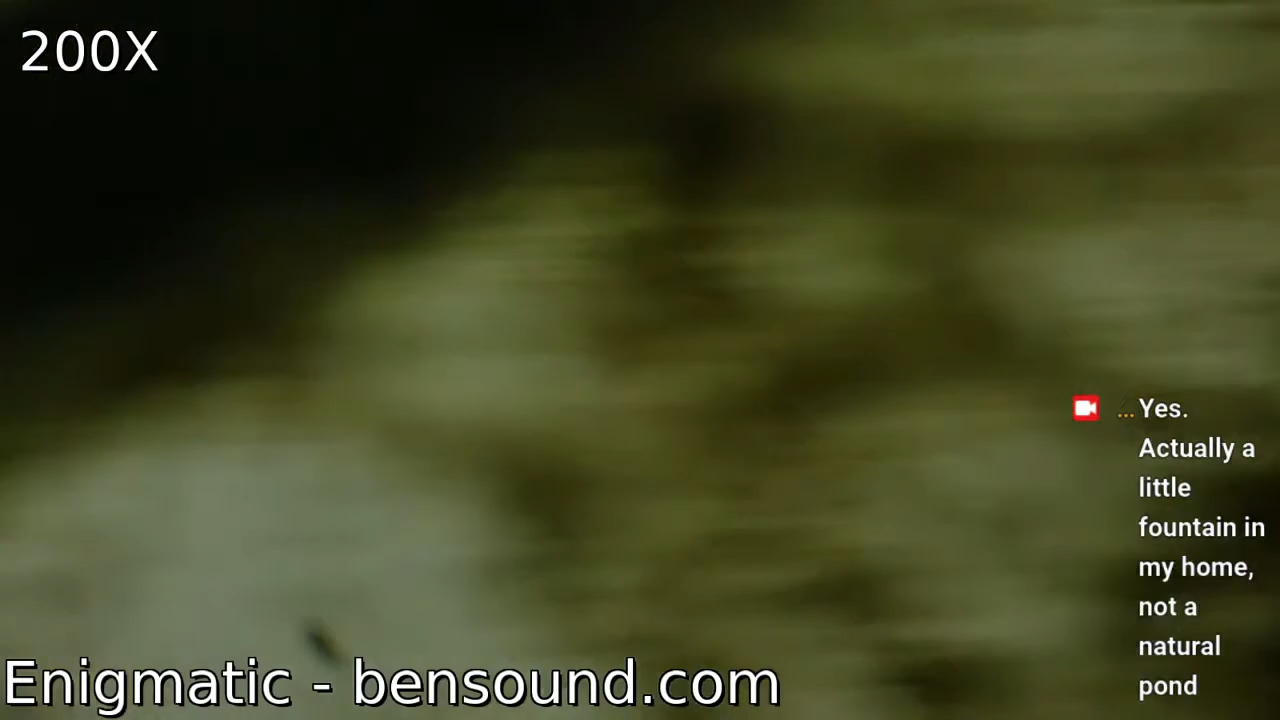 200X
...Yes.
Actually a
little
fountain in
my home,
not a
natural
pond
Enigmatic - bensound.com